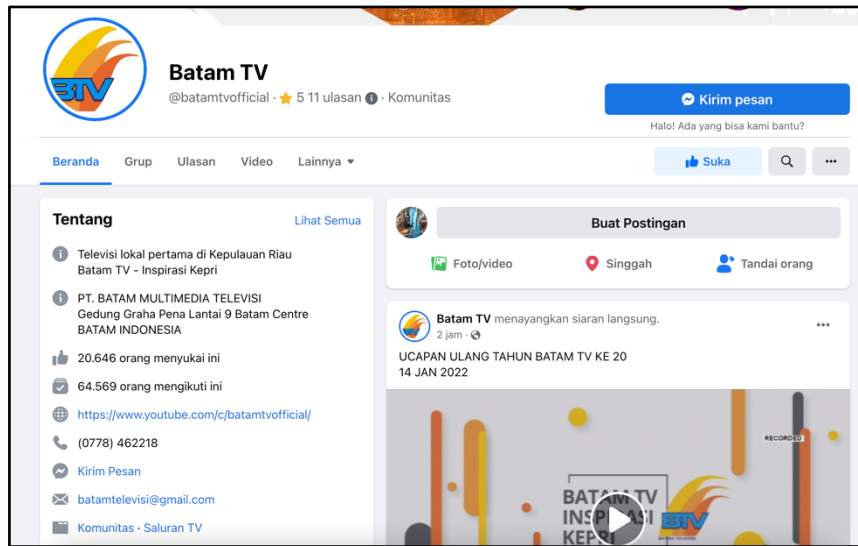 BTV
Batam TV
@batamtvofficial · 5 11 ulasan · Komunitas
Kirim pesan
Halo! Ada yang bisa kami bantu?
Beranda Grup Ulasan Video Lainnya
Suka
Tentang
Lihat Semua
Televisi lokal pertama di Kepulauan Riau
Batam TV - Inspirasi Kepri
PT. BATAM MULTIMEDIA TELEVISI
Gedung Graha Pena Lantai 9 Batam Centre
BATAM INDONESIA
20.646 orang menyukai ini
64.569 orang mengikuti ini
https://www.youtube.com/c/batamtvofficial/
(0778) 462218
Kirim Pesan
batamtelevisi@gmail.com
Komunitas · Saluran TV
Buat Postingan
Foto/video Singgah Tandai orang
Batam TV menayangkan siaran langsung.
2 jam ·
UCAPAN ULANG TAHUN BATAM TV KE 20
14 JAN 2022
RECORDED
BATAM TV
INSPIRASI
KEPRI
BTV
BATAM TELEVISI